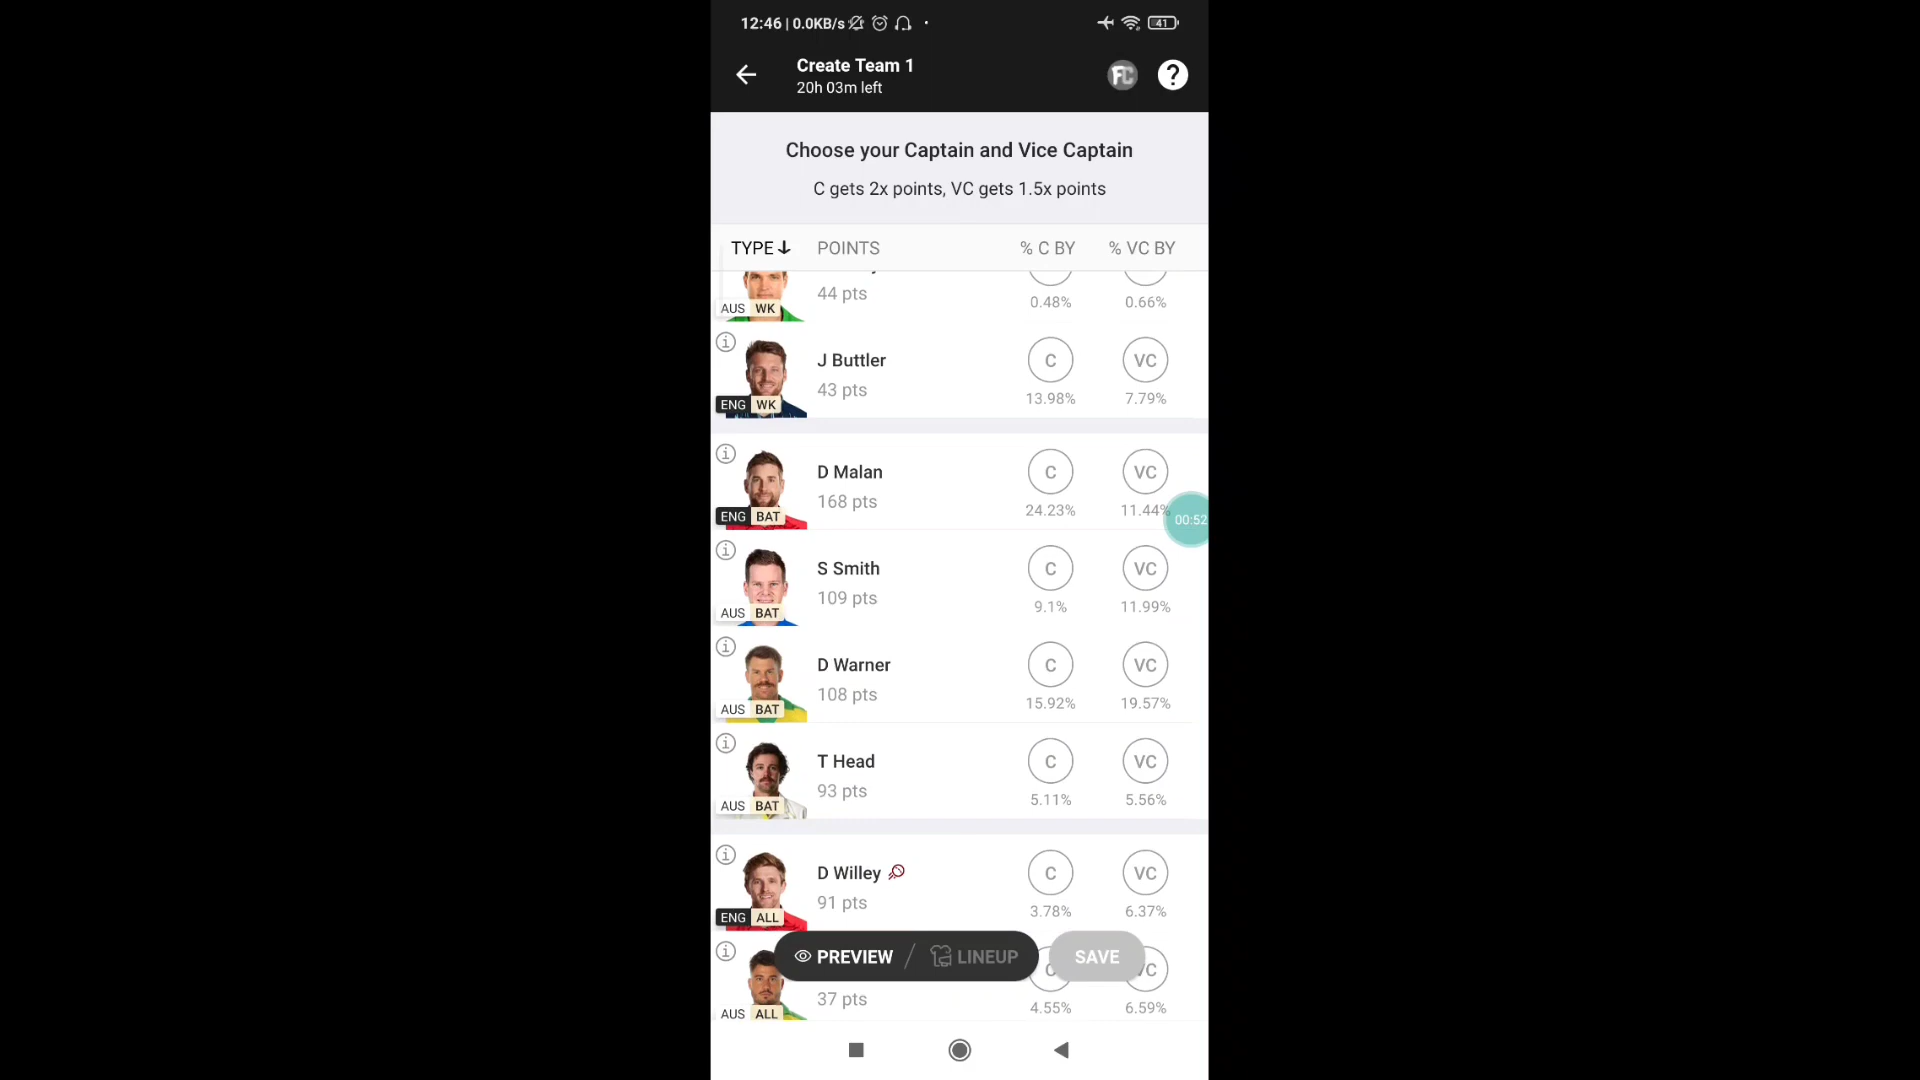 12:46 | 0.0KB/s
41
Create Team 1
20h 03m left
FC
?
Choose your Captain and Vice Captain
C gets 2x points, VC gets 1.5x points
TYPE POINTS % C BY % VC BY
44 pts
0.48% 0.66%
AUS WK
J Buttler
C VC
43 pts
13.98% 7.79%
ENG WK
D Malan
C VC
168 pts
24.23% 11.44%
ENG BAT
00:52
S Smith
C VC
109 pts
9.1% 11.99%
AUS BAT
D Warner
C VC
108 pts
15.92% 19.57%
AUS BAT
T Head
C VC
93 pts
5.11% 5.56%
AUS BAT
D Willey
C VC
91 pts
3.78% 6.37%
ENG ALL
PREVIEW / LINEUP SAVE
C VC
37 pts
4.55% 6.59%
AUS ALL